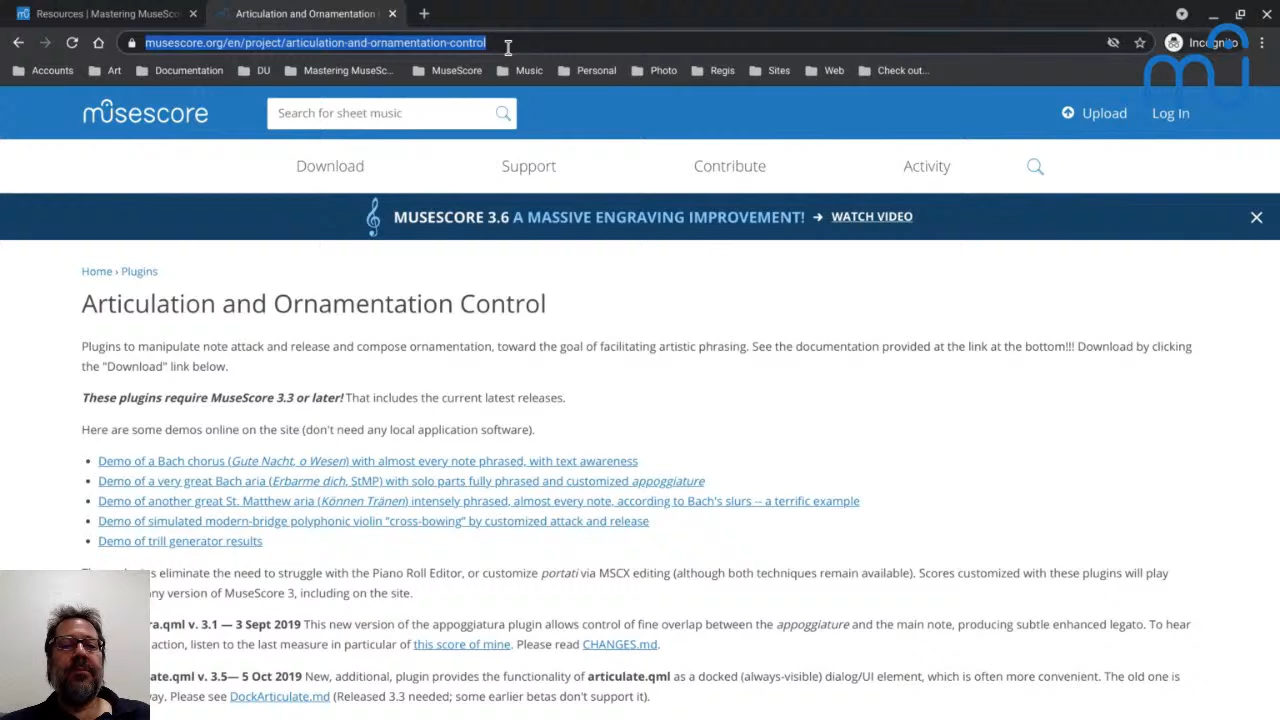 Resources | Mastering MuseSco
Articulation and Ornamentation
musescore.org/en/project/articulation-and-ornamentation-control
Incognito
Accounts
Art
Documentation
DU
Mastering MuseSc...
MuseScore
Music
Personal
Photo
Regis
Sites
Web
Check out...
musescore
Search for sheet music
Upload
Log In
Download
Support
Contribute
Activity
MUSESCORE 3.6 A MASSIVE ENGRAVING IMPROVEMENT! → WATCH VIDEO
Home › Plugins
Articulation and Ornamentation Control
Plugins to manipulate note attack and release and compose ornamentation, toward the goal of facilitating artistic phrasing. See the documentation provided at the link at the bottom!!! Download by clicking
the "Download" link below.
These plugins require MuseScore 3.3 or later! That includes the current latest releases.
Here are some demos online on the site (don't need any local application software).
• Demo of a Bach chorus (Gute Nacht, o Wesen) with almost every note phrased, with text awareness
• Demo of a very great Bach aria (Erbarme dich, StMP) with solo parts fully phrased and customized appoggiature
• Demo of another great St. Matthew aria (Können Tränen) intensely phrased, almost every note, according to Bach's slurs -- a terrific example
• Demo of simulated modern-bridge polyphonic violin "cross-bowing" by customized attack and release
• Demo of trill generator results
eliminate the need to struggle with the Piano Roll Editor, or customize portati via MSCX editing (although both techniques remain available). Scores customized with these plugins will play
any version of MuseScore 3, including on the site.
ra.qml v. 3.1 — 3 Sept 2019 This new version of the appoggiatura plugin allows control of fine overlap between the appoggiature and the main note, producing subtle enhanced legato. To hear
action, listen to the last measure in particular of this score of mine. Please read CHANGES.md.
ate.qml v. 3.5— 5 Oct 2019 New, additional, plugin provides the functionality of articulate.qml as a docked (always-visible) dialog/UI element, which is often more convenient. The old one is
way. Please see DockArticulate.md (Released 3.3 needed; some earlier betas don't support it).